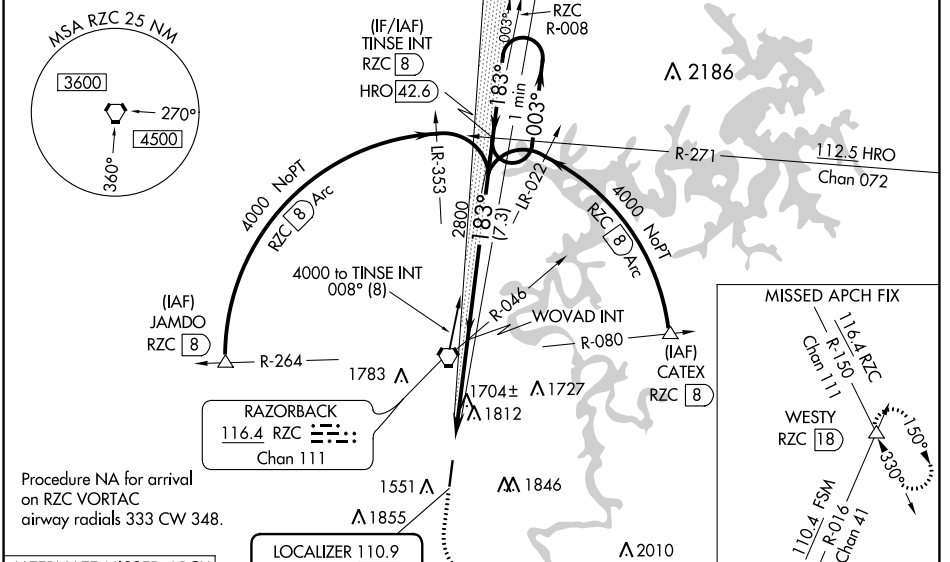 MSA RZC 25 NM
3600
270°
4500
360°
(IF/IAF)
TINSE INT
RZC 8
HRO 42.6
003°
RZC
R-008
183°
1 min
003°
2186
R-271
112.5 HRO
Chan 072
4000 NoPT
RZC 8 Arc
LR-353
2800
183°
(7.3)
LR-022
4000 NoPT
RZC 8 Arc
4000 to TINSE INT
008° (8)
R-046
WOVAD INT
R-080
(IAF)
JAMDO
RZC 8
R-264
(IAF)
CATEX
RZC 8
1783
1704±
1727
1812
RAZORBACK
116.4 RZC
Chan 111
Procedure NA for arrival
on RZC VORTAC
airway radials 333 CW 348.
1551
1846
1855
LOCALIZER 110.9
2010
MISSED APCH FIX
116.4 RZC
R-150
Chan 111
WESTY
RZC 18
150°
330°
110.4 FSM
R-016
Chan 41